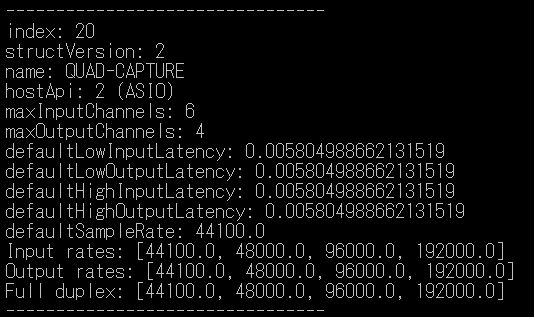 --------------------------------
index: 20
structVersion: 2
name: QUAD-CAPTURE
hostApi: 2 (ASIO)
maxInputChannels: 6
maxOutputChannels: 4
defaultLowInputLatency: 0.005804988662131519
defaultLowOutputLatency: 0.005804988662131519
defaultHighInputLatency: 0.005804988662131519
defaultHighOutputLatency: 0.005804988662131519
defaultSampleRate: 44100.0
Input rates: [44100.0, 48000.0, 96000.0, 192000.0]
Output rates: [44100.0, 48000.0, 96000.0, 192000.0]
Full duplex: [44100.0, 48000.0, 96000.0, 192000.0]
--------------------------------